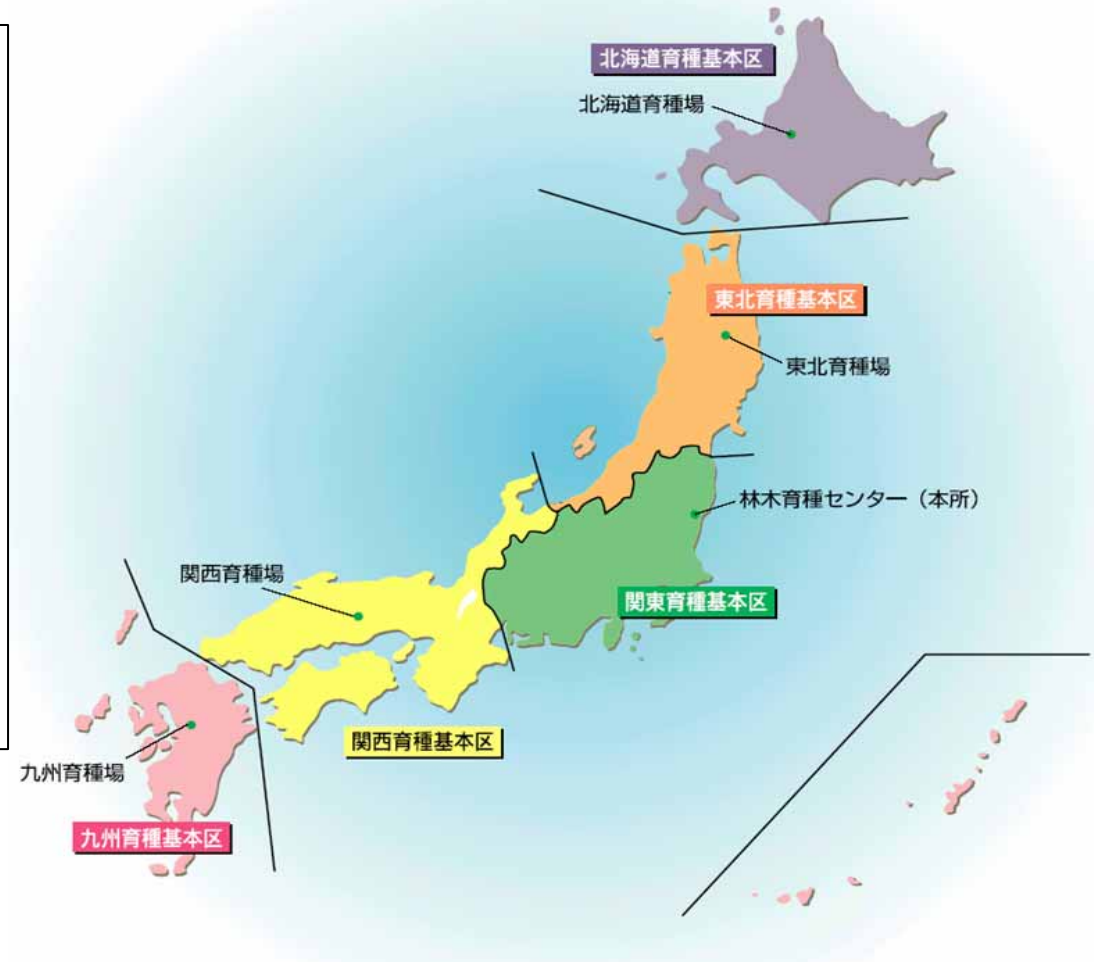 北海道育種基本区
北海道育種場
東北育種基本区
東北育種場
林木育種センター（本所）
関西育種場
関東育種基本区
関西育種基本区
九州育種場
九州育種基本区